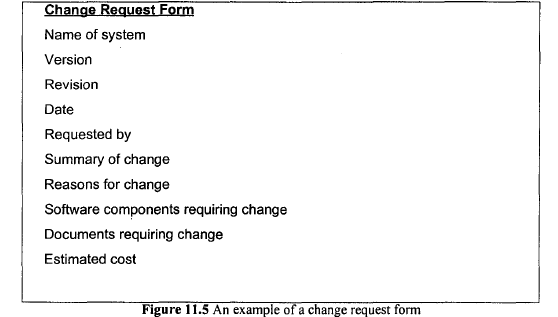 Change Request Form
Name of system
Version
Revision
Date
Requested by
Summary of change
Reasons for change
Software components requiring change
Documents requiring change
Estimated cost
Figure 11.5 An example of a change request form